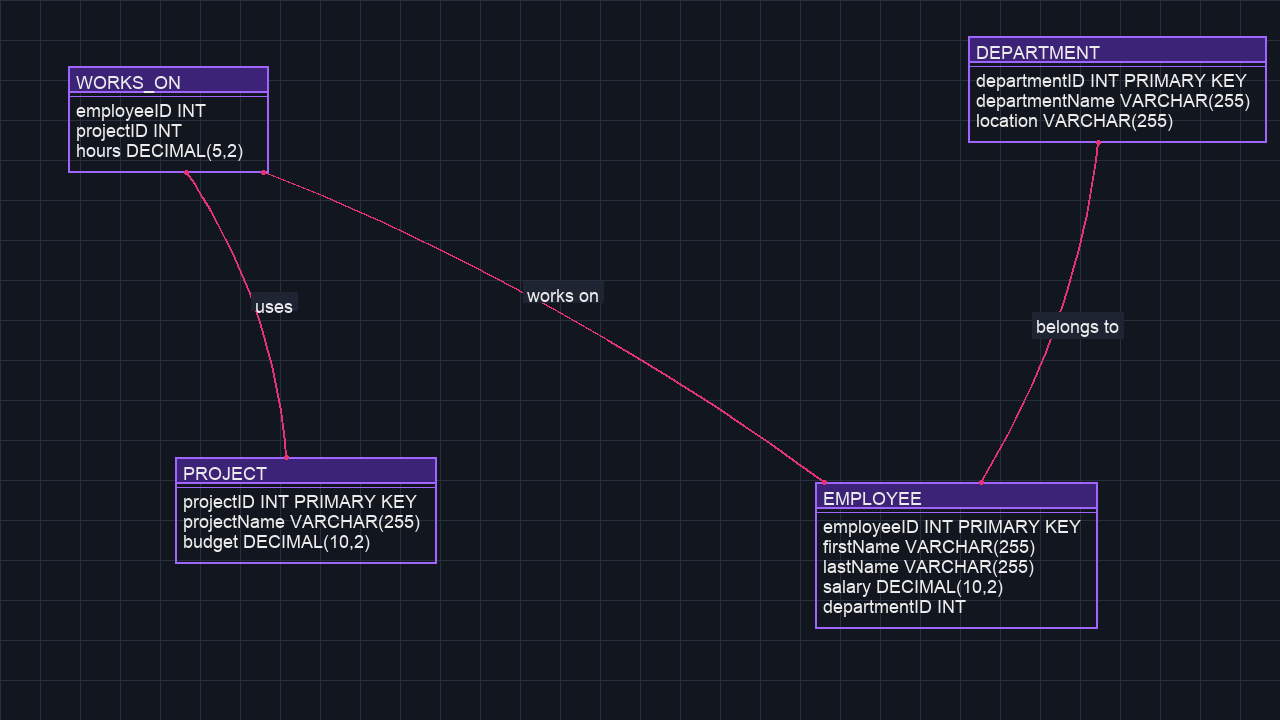 WORKS_ON
employeeID INT
projectID INT
hours DECIMAL(5,2)
DEPARTMENT
departmentID INT PRIMARY KEY
departmentName VARCHAR(255)
location VARCHAR(255)
uses
works on
belongs to
PROJECT
projectID INT PRIMARY KEY
projectName VARCHAR(255)
budget DECIMAL(10,2)
EMPLOYEE
employeeID INT PRIMARY KEY
firstName VARCHAR(255)
lastName VARCHAR(255)
salary DECIMAL(10,2)
departmentID INT